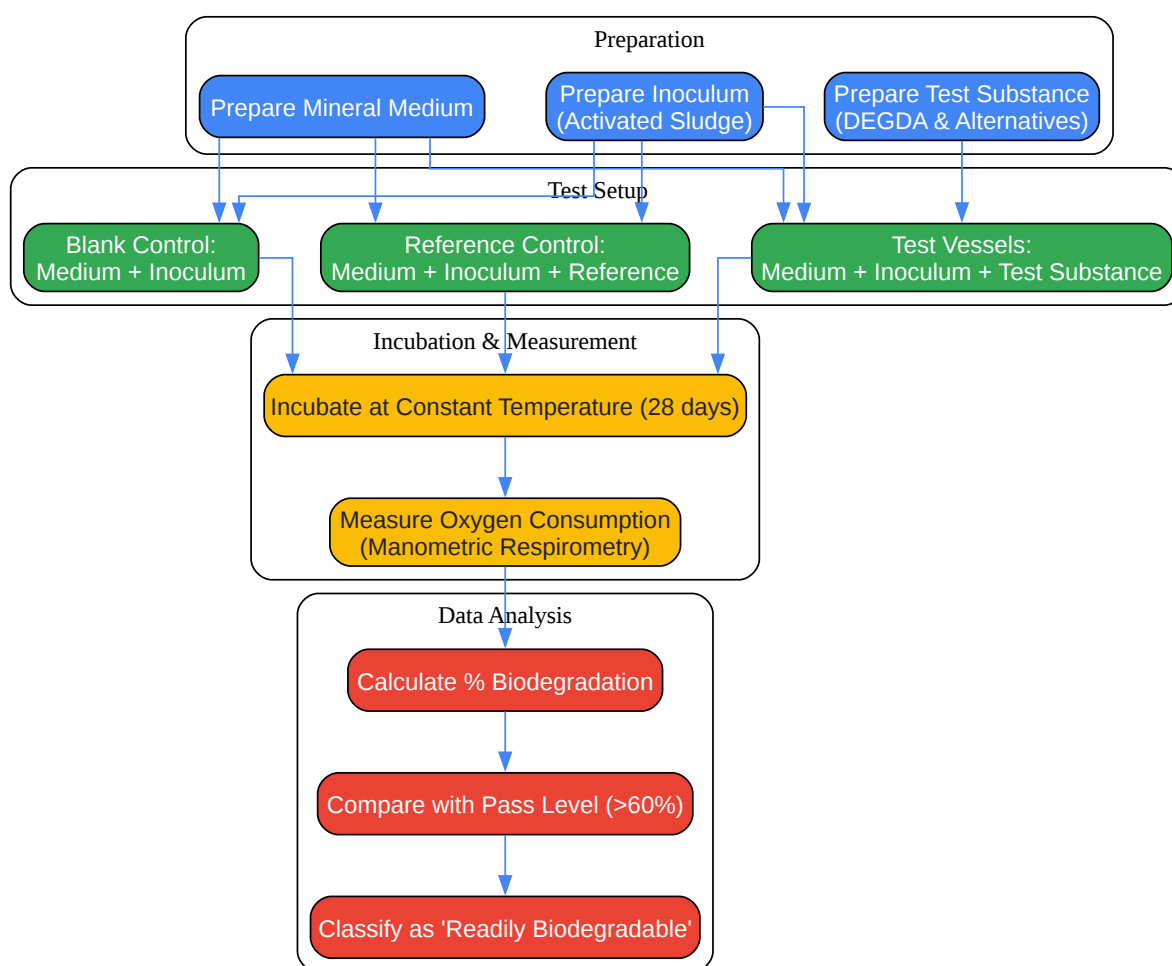 Preparation
Prepare Mineral Medium
Prepare Inoculum
(Activated Sludge)
Prepare Test Substance
(DEGDA & Alternatives)
Test Setup
Blank Control:
Medium + Inoculum
Reference Control:
Medium + Inoculum + Reference
Test Vessels:
Medium + Inoculum + Test Substance
Incubation & Measurement
Incubate at Constant Temperature (28 days)
Measure Oxygen Consumption
(Manometric Respirometry)
Data Analysis
Calculate % Biodegradation
Compare with Pass Level (>60%)
Classify as 'Readily Biodegradable'